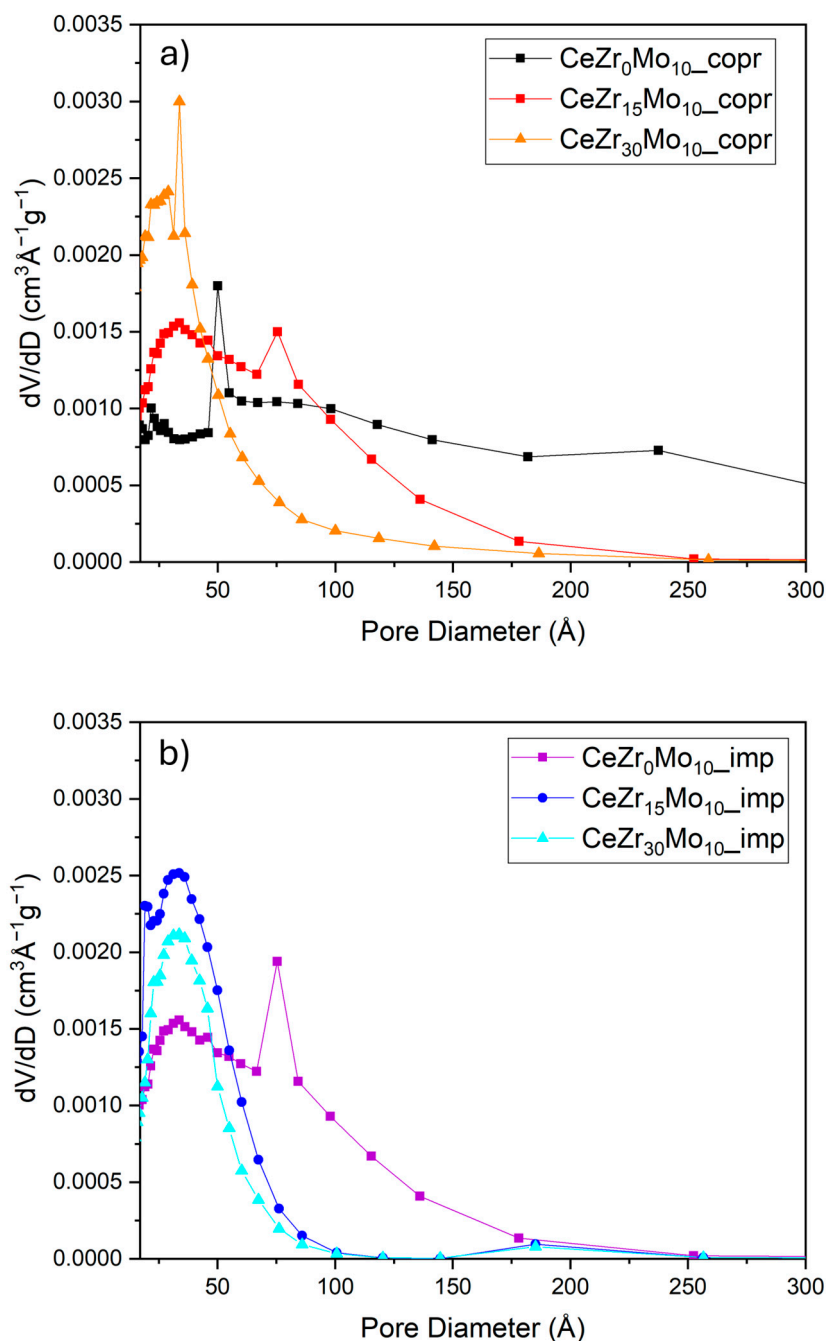 a)
CeZr₀Mo₁₀_copr
CeZr₁₅Mo₁₀_copr
CeZr₃₀Mo₁₀_copr
0.0035
0.0030
0.0025
0.0020
0.0015
0.0010
0.0005
0.0000
dV/dD (cm³Å⁻¹g⁻¹)
50 100 150 200 250 300
Pore Diameter (Å)
b)
CeZr₀Mo₁₀_imp
CeZr₁₅Mo₁₀_imp
CeZr₃₀Mo₁₀_imp
0.0035
0.0030
0.0025
0.0020
0.0015
0.0010
0.0005
0.0000
dV/dD (cm³Å⁻¹g⁻¹)
50 100 150 200 250 300
Pore Diameter (Å)